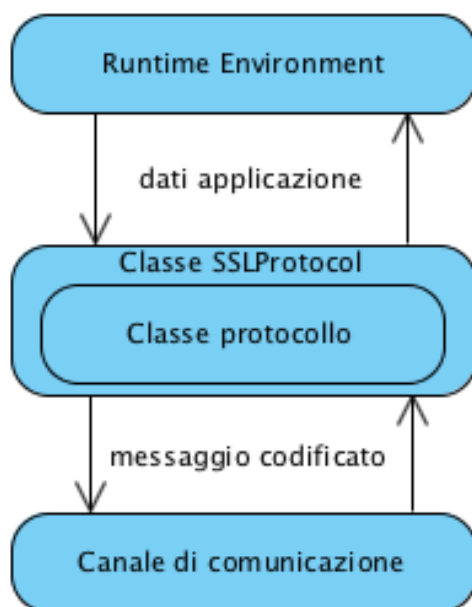 Runtime Environment
dati applicazione
Classe SSLProtocol
Classe protocollo
messaggio codificato
Canale di comunicazione